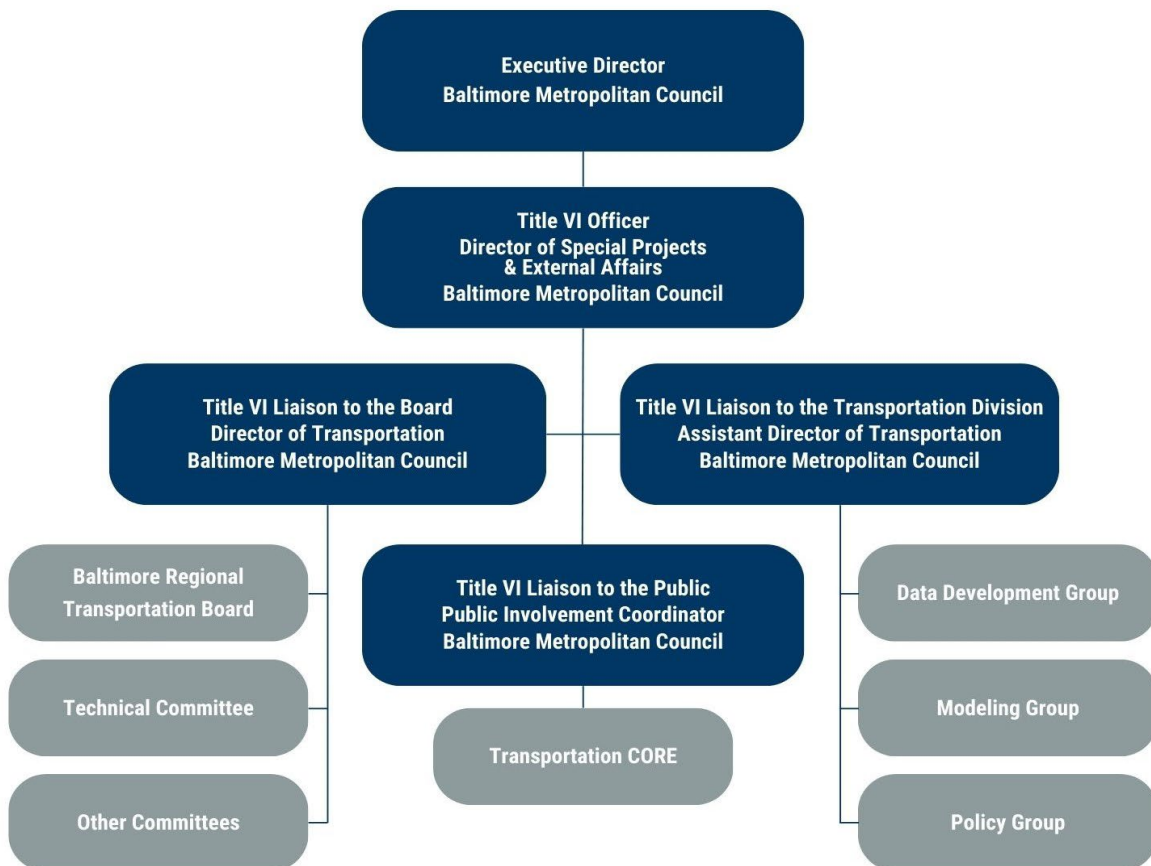 Executive Director
Baltimore Metropolitan Council
Title VI Officer
Director of Special Projects
& External Affairs
Baltimore Metropolitan Council
Title VI Liaison to the Board
Director of Transportation
Baltimore Metropolitan Council
Title VI Liaison to the Transportation Division
Assistant Director of Transportation
Baltimore Metropolitan Council
Baltimore Regional
Transportation Board
Technical Committee
Other Committees
Title VI Liaison to the Public
Public Involvement Coordinator
Baltimore Metropolitan Council
Transportation CORE
Data Development Group
Modeling Group
Policy Group